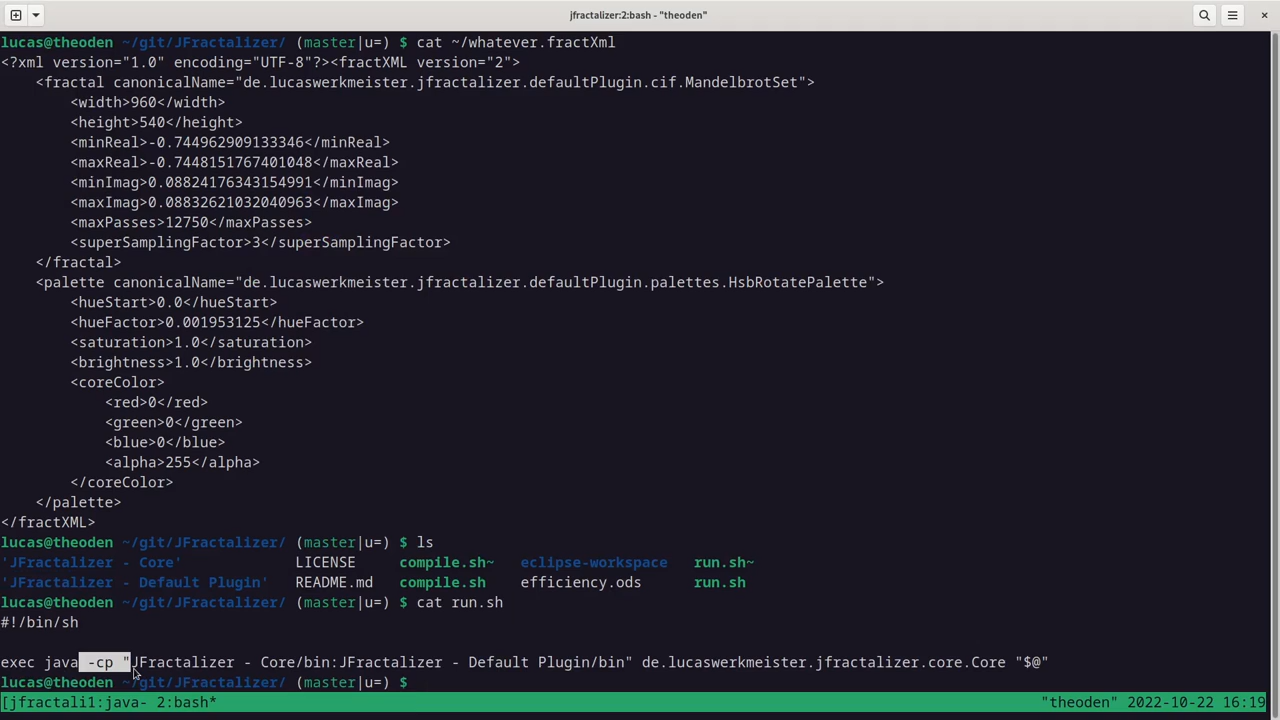 jfractalizer:2:bash - "theoden"
lucas@theoden ~/git/JFractalizer/ (master|u=) $ cat ~/whatever.fractXml
<?xml version="1.0" encoding="UTF-8"?><fractXML version="2">
    <fractal canonicalName="de.lucaswerkmeister.jfractalizer.defaultPlugin.cif.MandelbrotSet">
        <width>960</width>
        <height>540</height>
        <minReal>-0.744962909133346</minReal>
        <maxReal>-0.7448151767401048</maxReal>
        <minImag>0.08824176343154991</minImag>
        <maxImag>0.08832621032040963</maxImag>
        <maxPasses>12750</maxPasses>
        <superSamplingFactor>3</superSamplingFactor>
    </fractal>
    <palette canonicalName="de.lucaswerkmeister.jfractalizer.defaultPlugin.palettes.HsbRotatePalette">
        <hueStart>0.0</hueStart>
        <hueFactor>0.001953125</hueFactor>
        <saturation>1.0</saturation>
        <brightness>1.0</brightness>
        <coreColor>
            <red>0</red>
            <green>0</green>
            <blue>0</blue>
            <alpha>255</alpha>
        </coreColor>
    </palette>
</fractXML>
lucas@theoden ~/git/JFractalizer/ (master|u=) $ ls
'JFractalizer - Core'             LICENSE     compile.sh~   eclipse-workspace   run.sh~
'JFractalizer - Default Plugin'   README.md   compile.sh    efficiency.ods      run.sh
lucas@theoden ~/git/JFractalizer/ (master|u=) $ cat run.sh
#!/bin/sh

exec java -cp "JFractalizer - Core/bin:JFractalizer - Default Plugin/bin" de.lucaswerkmeister.jfractalizer.core.Core "$@"
lucas@theoden ~/git/JFractalizer/ (master|u=) $
[jfractali1:java- 2:bash* "theoden" 2022-10-22 16:19